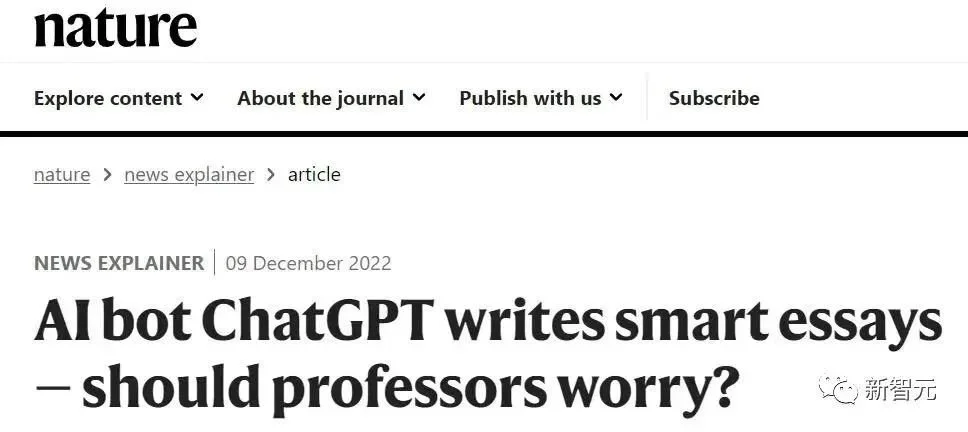 nature
Explore content About the journal Publish with us Subscribe
nature > news explainer > article
NEWS EXPLAINER | 09 December 2022
AI bot ChatGPT writes smart essays
— should professors worry?
新智元